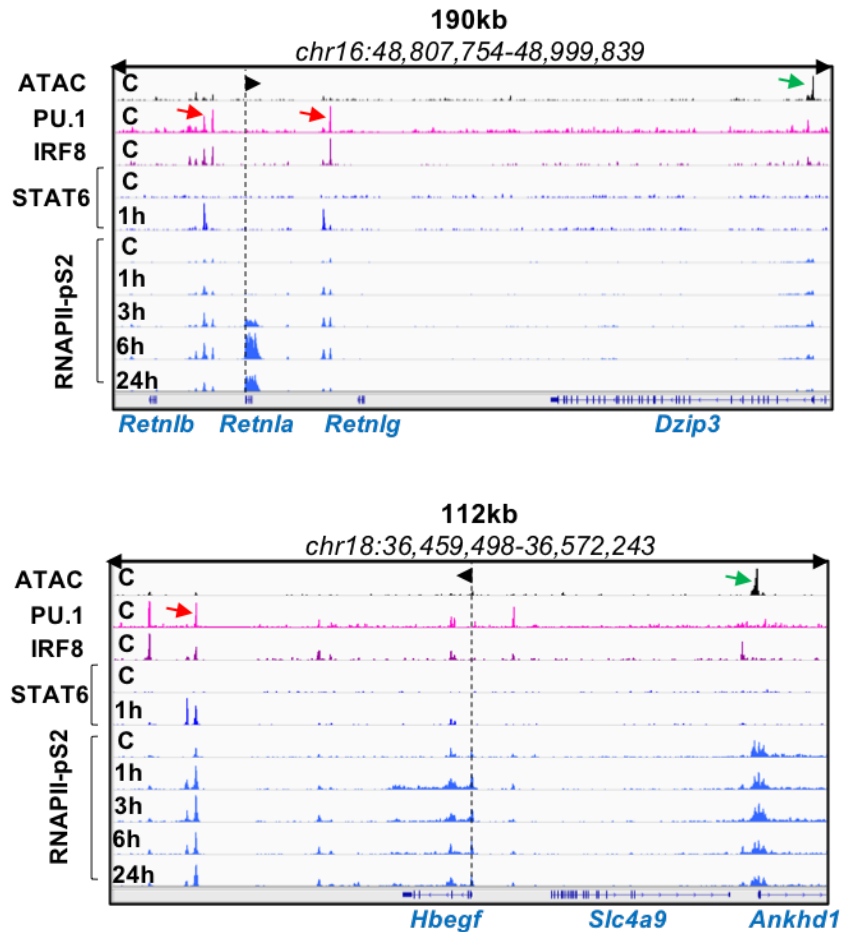 190kb
chr16:48,807,754-48,999,839
ATAC C
PU.1 C
IRF8 C
STAT6 C
1h
RNAPII-pS2 C
1h
3h
6h
24h
Retnlb Retnla Retnlg Dzip3
112kb
chr18:36,459,498-36,572,243
ATAC C
PU.1 C
IRF8 C
STAT6 C
1h
RNAPII-pS2 C
1h
3h
6h
24h
Hbegf Slc4a9 Ankhd1